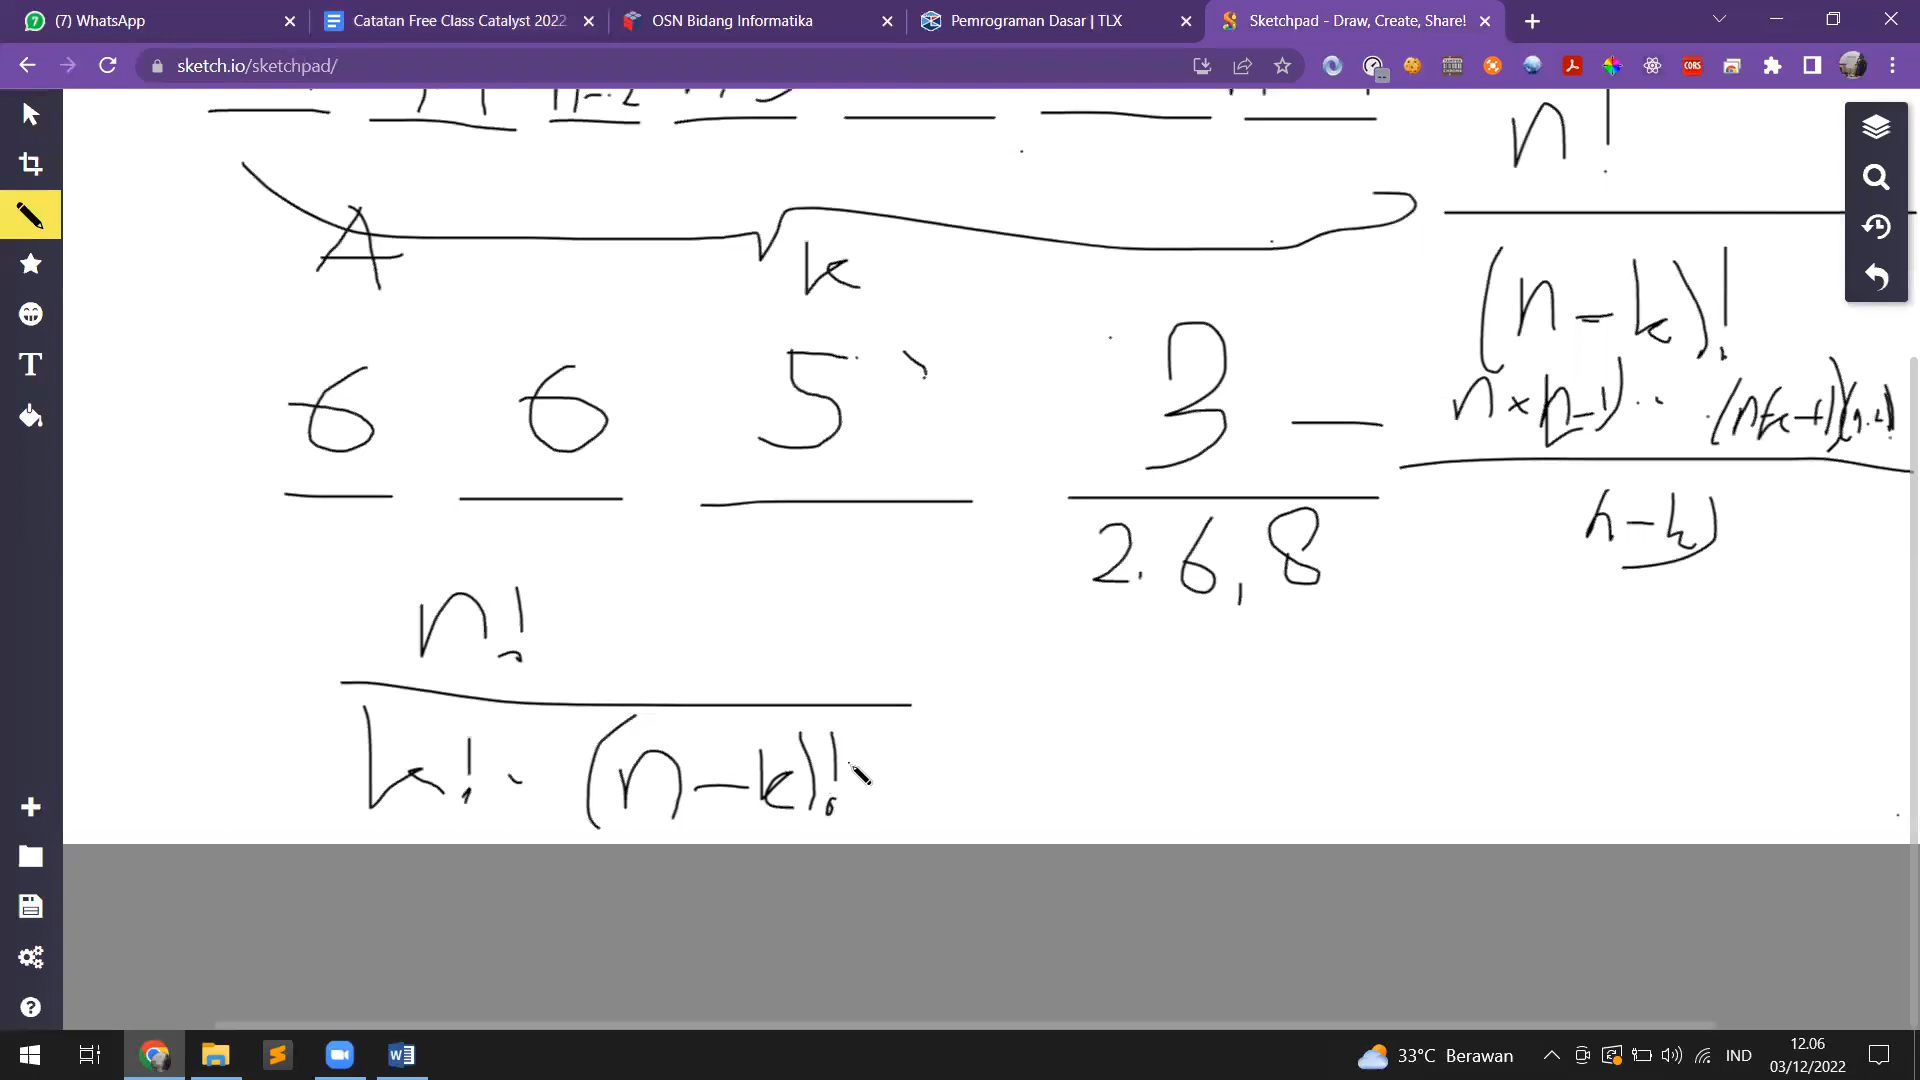 (7) WhatsApp
Catatan Free Class Catalyst 2022
OSN Bidang Informatika
Pemrograman Dasar | TLX
Sketchpad - Draw, Create, Share!
sketch.io/sketchpad/
CORS
n!
A
k
(n-k)!
6 6 5 3
n × n-1) ..
n-k)
2. 6, 8
n!
k! . (n-k)!
T
33°C Berawan
IND
12.06
03/12/2022